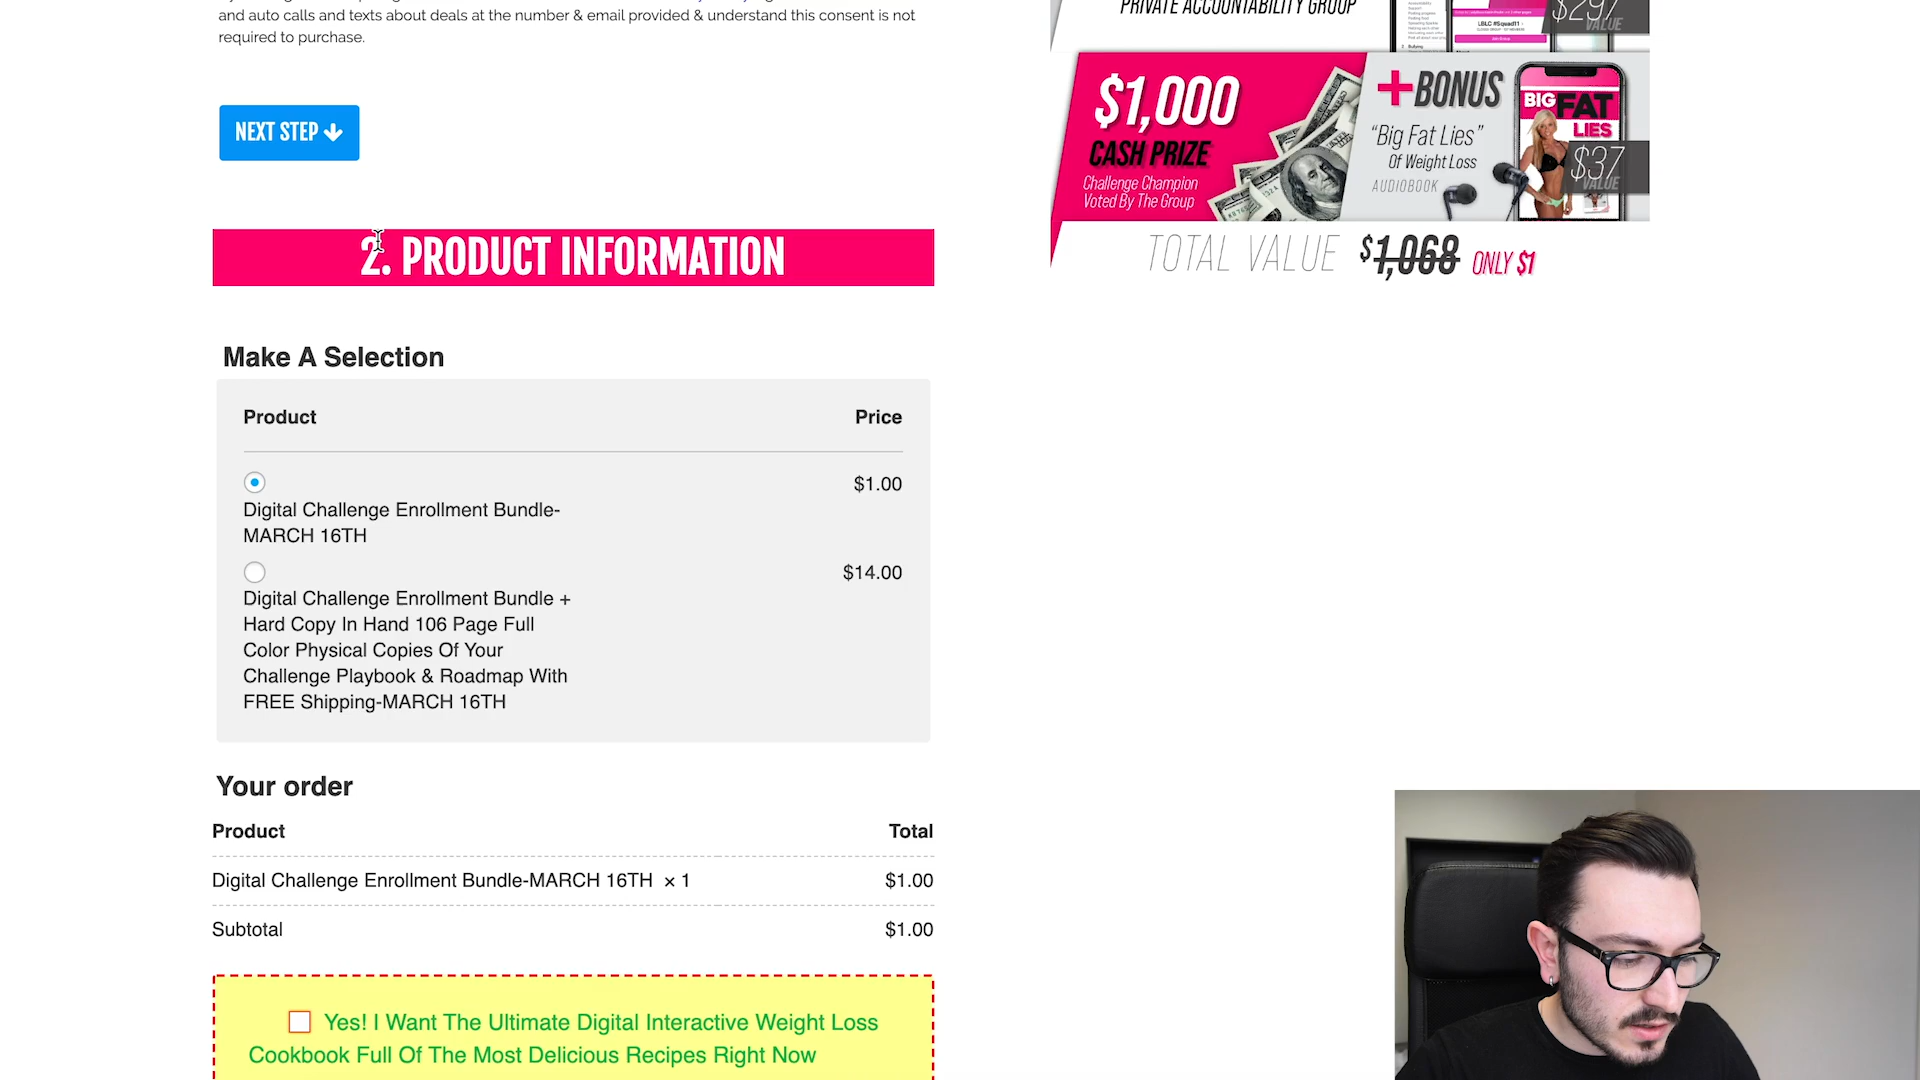 and auto calls and texts about deals at the number & email provided & understand this consent is not
required to purchase.
NEXT STEP
2. PRODUCT INFORMATION
Make A Selection
Product Price
$1.00
Digital Challenge Enrollment Bundle-
MARCH 16TH
$14.00
Digital Challenge Enrollment Bundle +
Hard Copy In Hand 106 Page Full
Color Physical Copies Of Your
Challenge Playbook & Roadmap With
FREE Shipping-MARCH 16TH
Your order
Product Total
Digital Challenge Enrollment Bundle-MARCH 16TH × 1 $1.00
Subtotal $1.00
Yes! I Want The Ultimate Digital Interactive Weight Loss
Cookbook Full Of The Most Delicious Recipes Right Now
PRIVATE ACCOUNTABILITY GROUP
$297
VALUE
LBLC #Squad11
$1,000
CASH PRIZE
Challenge Champion
Voted By The Group
+BONUS
"Big Fat Lies"
Of Weight Loss
AUDIOBOOK
BIG FAT
LIES
$37
VALUE
TOTAL VALUE $1,068 ONLY $1